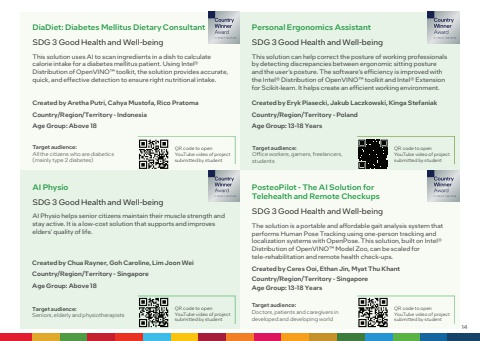 DiaDiet: Diabetes Mellitus Dietary Consultant
Country
Winner
Award
SDG 3 Good Health and Well-being
This solution uses AI to scan ingredients in a dish to calculate
calorie intake for a diabetes mellitus patient. Using Intel®
Distribution of OpenVINO™ toolkit, the solution provides accurate,
quick, and effective detection to ensure right nutritional intake.
Created by Aretha Putri, Cahya Mustofa, Rico Pratoma
Country/Region/Territory - Indonesia
Age Group: Above 18
Target audience:
All the citizens who are diabetics
(mainly type 2 diabetes)
QR code to open
YouTube video of project
submitted by student
Personal Ergonomics Assistant
Country
Winner
Award
SDG 3 Good Health and Well-being
This solution can help correct the posture of working professionals
by detecting discrepancies between ergonomic sitting posture
and the user's posture. The software's efficiency is improved with
the Intel® Distribution of OpenVINO™ toolkit and Intel® Extension
for Scikit-learn. It helps create an efficient working environment.
Created by Eryk Piasecki, Jakub Laczkowski, Kinga Stefaniak
Country/Region/Territory - Poland
Age Group: 13-18 Years
Target audience:
Office workers, gamers, freelancers,
students
QR code to open
YouTube video of project
submitted by student
AI Physio
Country
Winner
Award
SDG 3 Good Health and Well-being
AI Physio helps senior citizens maintain their muscle strength and
stay active. It is a low-cost solution that supports and improves
elders' quality of life.
Created by Chua Rayner, Goh Caroline, Lim Joon Wei
Country/Region/Territory - Singapore
Age Group: Above 18
Target audience:
Seniors, elderly and physiotherapists
QR code to open
YouTube video of project
submitted by student
PosteoPilot - The AI Solution for
Telehealth and Remote Checkups
Country
Winner
Award
SDG 3 Good Health and Well-being
The solution is a portable and affordable gait analysis system that
performs Human Pose Tracking using one-person tracking and
localization systems with OpenPose. This solution, built on Intel®
Distribution of OpenVINO™ Model Zoo, can be scaled for
tele-rehabilitation and remote health check-ups.
Created by Ceres Ooi, Ethan Jin, Myat Thu Khant
Country/Region/Territory - Singapore
Age Group: 13-18 Years
Target audience:
Doctors, patients and caregivers in
developed and developing world
QR code to open
YouTube video of project
submitted by student
14